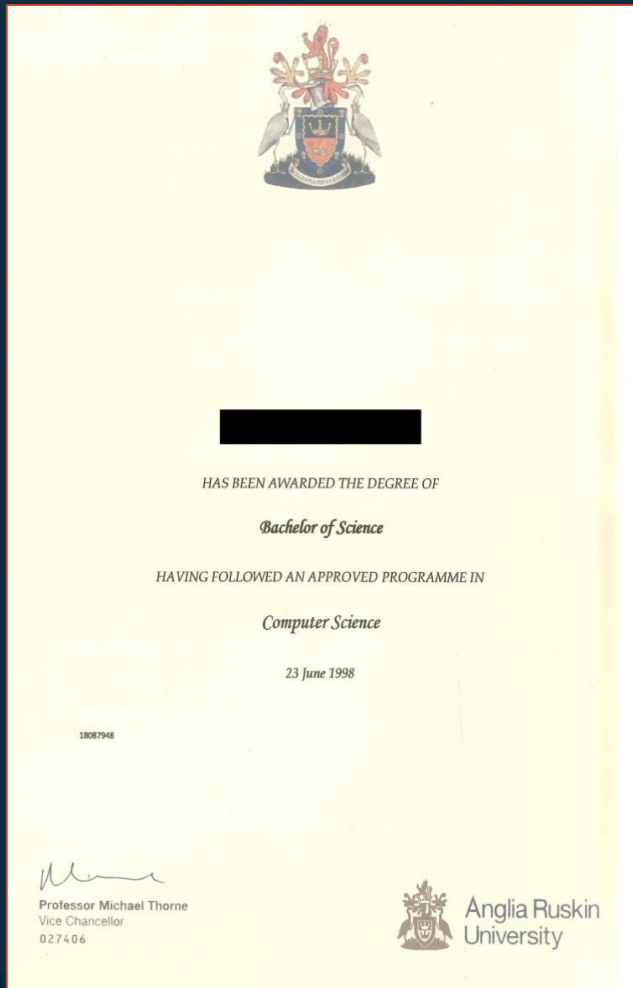 HAS BEEN AWARDED THE DEGREE OF
Bachelor of Science
HAVING FOLLOWED AN APPROVED PROGRAMME IN
Computer Science
23 June 1998
18087948
Professor Michael Thorne
Vice Chancellor
027406
Anglia Ruskin
University